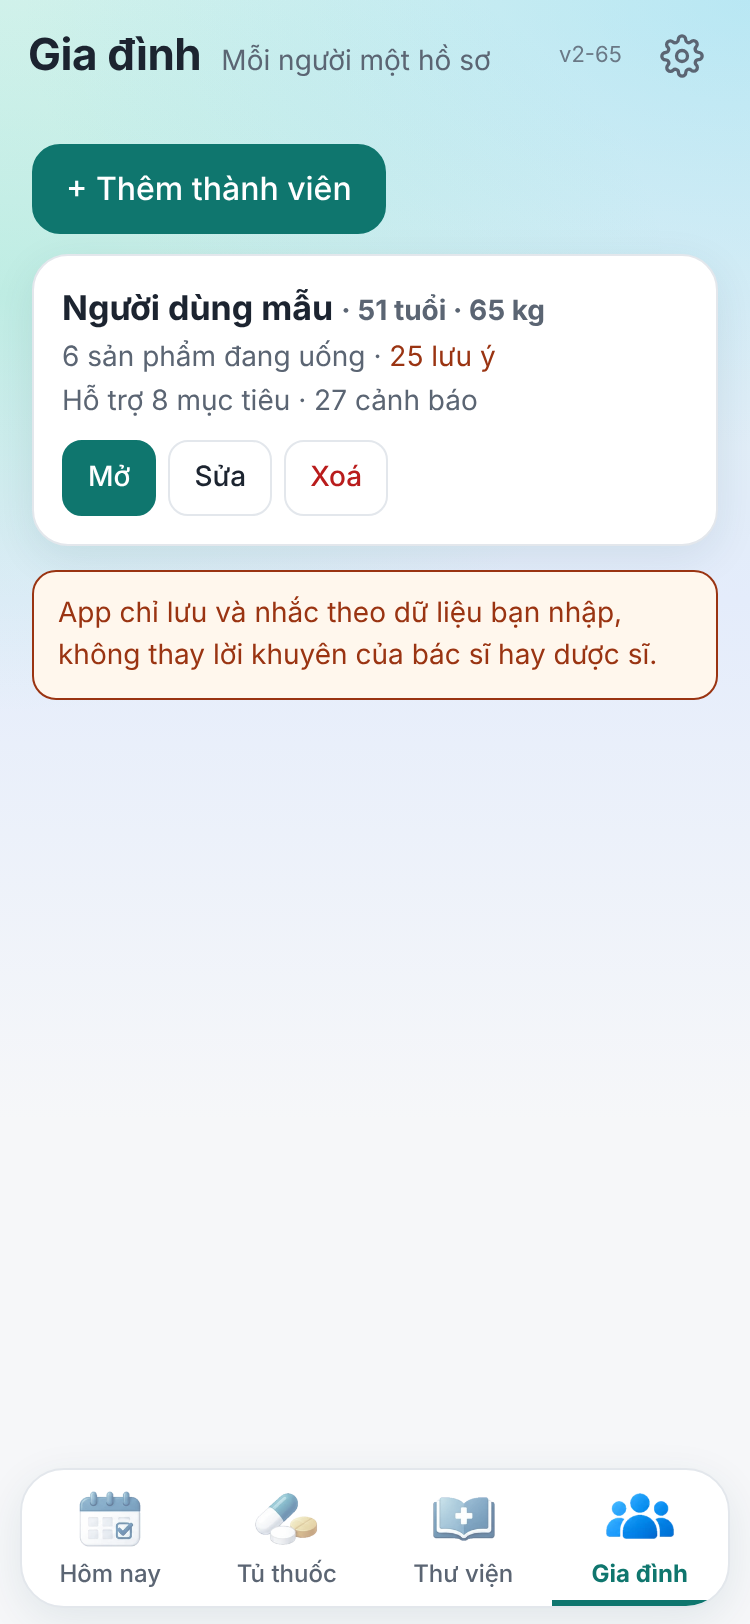 Gia đình Mỗi người một hồ sơ v2-65
+ Thêm thành viên
Người dùng mẫu · 51 tuổi · 65 kg
6 sản phẩm đang uống · 25 lưu ý
Hỗ trợ 8 mục tiêu · 27 cảnh báo
Mở Sửa Xoá
App chỉ lưu và nhắc theo dữ liệu bạn nhập,
không thay lời khuyên của bác sĩ hay dược sĩ.
Hôm nay Tủ thuốc Thư viện Gia đình